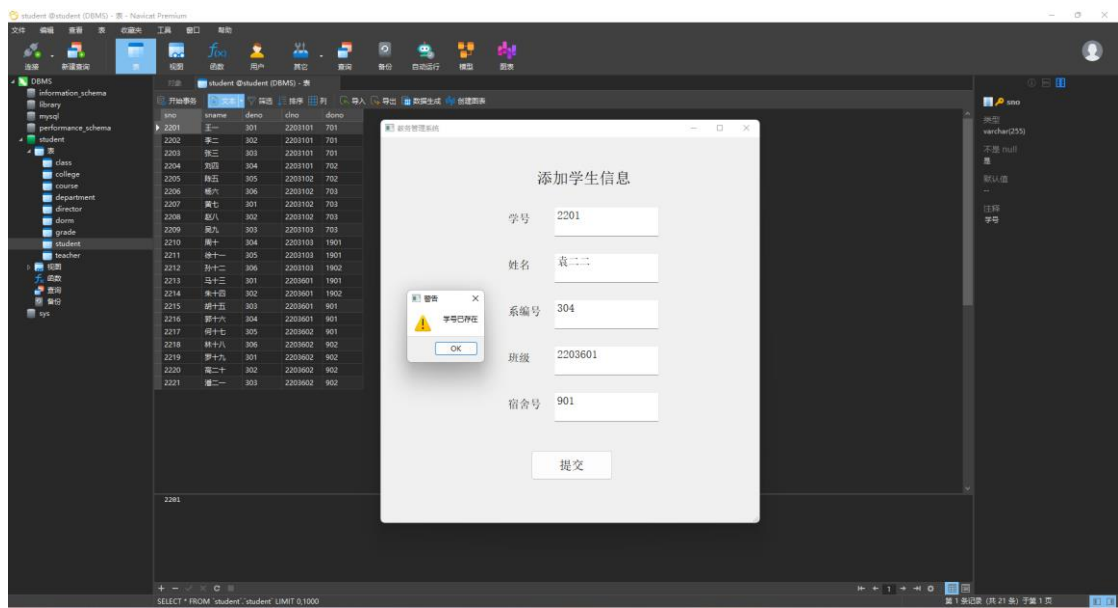 student @student (DBMS) - 表 - Navicat Premium
文件 编辑 查看 表 收藏夹 工具 窗口 帮助
连接 新建查询 表 视图 函数 用户 其它 查询 备份 自动运行 模型 图表
DBMS
information_schema
library
mysql
performance_schema
student
表
class
college
course
department
director
dorm
grade
student
teacher
视图
函数
查询
备份
sys
对象 student @student (DBMS) - 表
开始事务 文本 筛选 排序 列 导入 导出 数据生成 创建图表
sno sname deno clno dono
2201 王一 301 2203101 701
2202 李二 302 2203101 701
2203 张三 303 2203101 701
2204 刘四 304 2203101 702
2205 陈五 305 2203102 702
2206 杨六 306 2203102 703
2207 黄七 301 2203102 703
2208 赵八 302 2203102 703
2209 吴九 303 2203103 703
2210 周十 304 2203103 1901
2211 徐十一 305 2203103 1901
2212 孙十二 306 2203103 1902
2213 马十三 301 2203601 1901
2214 朱十四 302 2203601 1902
2215 胡十五 303 2203601 901
2216 郭十六 304 2203601 901
2217 何十七 305 2203602 901
2218 林十八 306 2203602 902
2219 罗十九 301 2203602 902
2220 高二十 302 2203602 902
2221 潘二一 303 2203602 902
2201
教务管理系统
添加学生信息
学号 2201
姓名 袁二二
系编号 304
班级 2203601
宿舍号 901
提交
警告
学号已存在
OK
sno
类型
varchar(255)
不是 null
是
默认值
--
注释
学号
1
SELECT * FROM `student`.`student` LIMIT 0,1000
第 1 条记录 (共 21 条) 于第 1 页